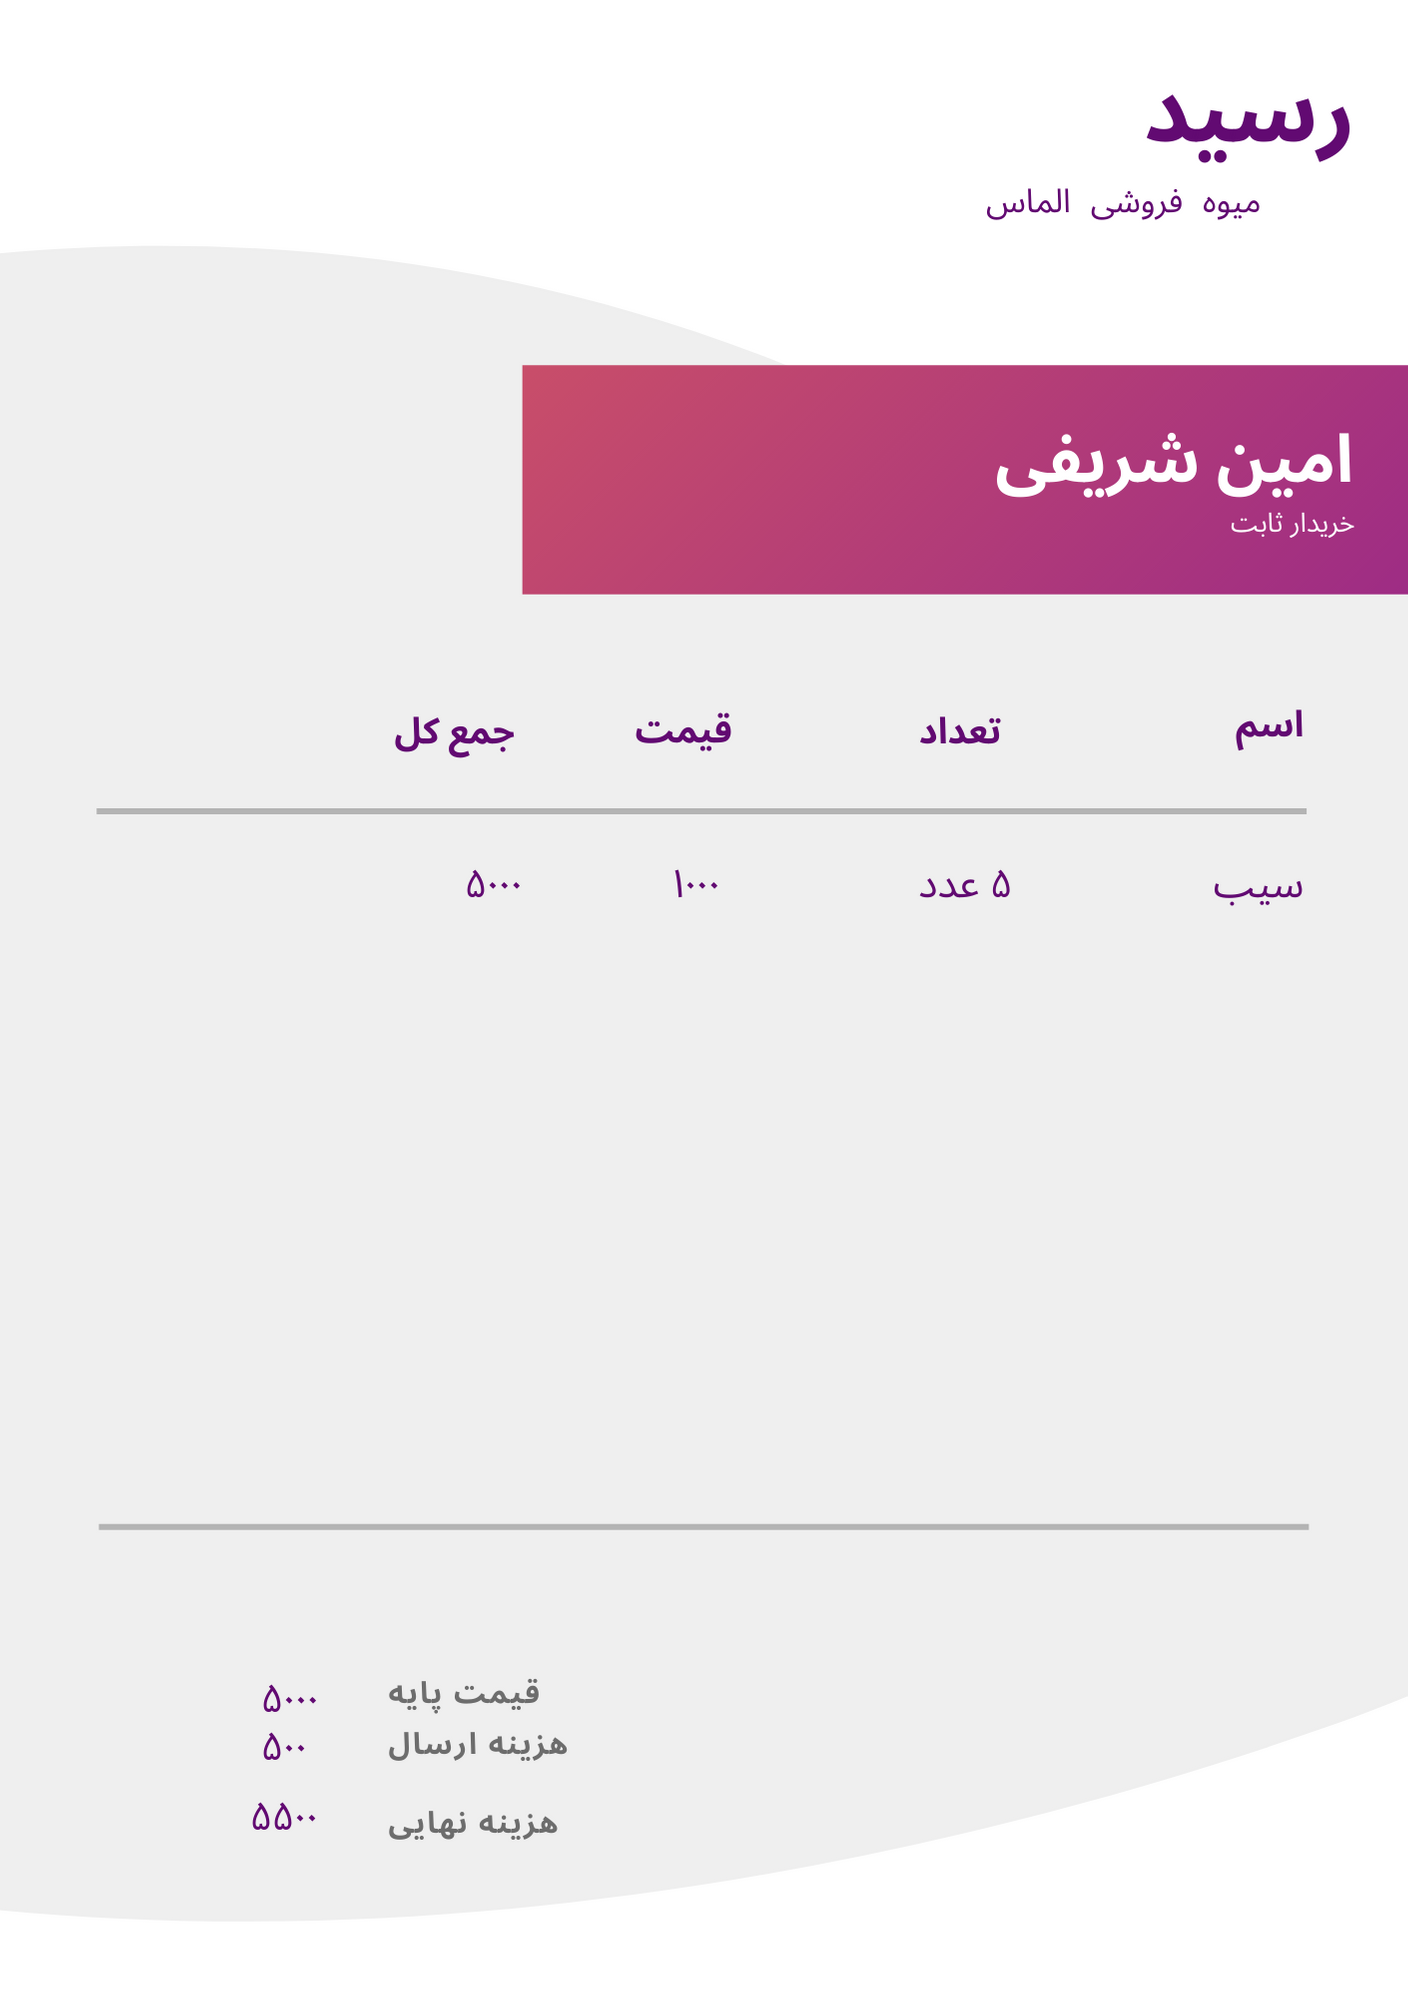 رسید
میوه فروشی الماس
امین شریفی
خریدار ثابت
اسم تعداد قیمت جمع کل
سیب ۵ عدد ۱۰۰۰ ۵۰۰۰
قیمت پایه ۵۰۰۰
هزینه ارسال ۵۰۰
هزینه نهایی ۵۵۰۰